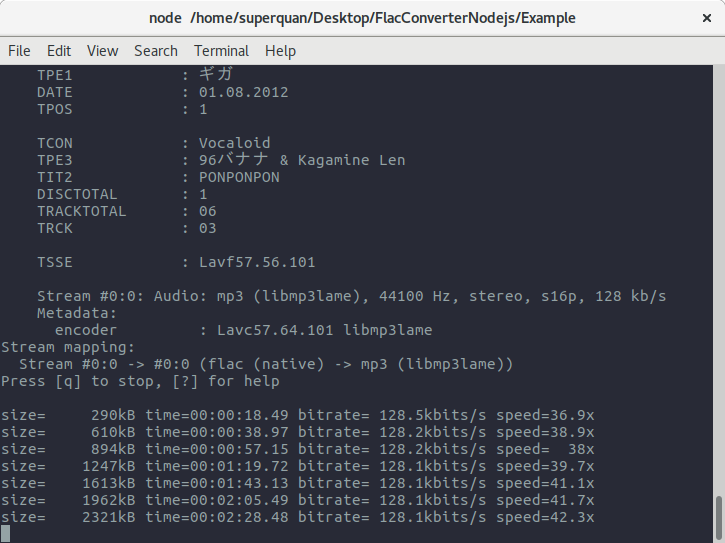 node  /home/superquan/Desktop/FlacConverterNodejs/Example
File Edit View Search Terminal Help
TPE1            : ギガ
DATE            : 01.08.2012
TPOS            : 1
TCON            : Vocaloid
TPE3            : 96バナナ & Kagamine Len
TIT2            : PONPONPON
DISCTOTAL       : 1
TRACKTOTAL      : 06
TRCK            : 03
TSSE            : Lavf57.56.101
Stream #0:0: Audio: mp3 (libmp3lame), 44100 Hz, stereo, s16p, 128 kb/s
Metadata:
encoder         : Lavc57.64.101 libmp3lame
Stream mapping:
Stream #0:0 -> #0:0 (flac (native) -> mp3 (libmp3lame))
Press [q] to stop, [?] for help
size=     290kB time=00:00:18.49 bitrate= 128.5kbits/s speed=36.9x
size=     610kB time=00:00:38.97 bitrate= 128.2kbits/s speed=38.9x
size=     894kB time=00:00:57.15 bitrate= 128.2kbits/s speed=  38x
size=    1247kB time=00:01:19.72 bitrate= 128.1kbits/s speed=39.7x
size=    1613kB time=00:01:43.13 bitrate= 128.1kbits/s speed=41.1x
size=    1962kB time=00:02:05.49 bitrate= 128.1kbits/s speed=41.7x
size=    2321kB time=00:02:28.48 bitrate= 128.1kbits/s speed=42.3x